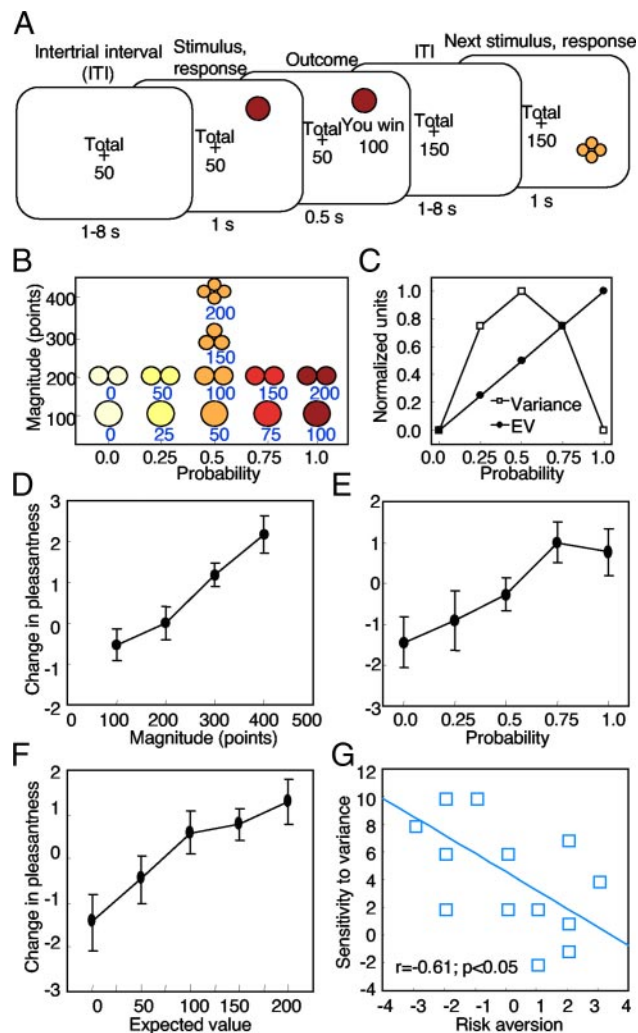 A
Intertrial interval
(ITI)
Stimulus,
response
Outcome
ITI
Next stimulus, response
Total
+
50
Total
+
50
Total
+
50
You win
100
Total
+
150
Total
+
150
1-8 s
1 s
0.5 s
1-8 s
1 s
B
Magnitude (points)
400
300
200
100
200
150
0
50
100
150
200
0
25
50
75
100
0.0
0.25
0.5
0.75
1.0
Probability
C
Normalized units
1.0
0.8
0.6
0.4
0.2
0.0
Variance
EV
0.0
0.25
0.5
0.75
1.0
Probability
D
Change in pleasantness
3
2
1
0
-1
-2
0
100
200
300
400
500
Magnitude (points)
E
2
1
0
-1
-2
-3
0.0
0.25
0.5
0.75
1.0
Probability
F
Change in pleasantness
2
1
0
-1
-2
-3
0
50
100
150
200
Expected value
G
Sensitivity to variance
12
10
8
6
4
2
0
-2
-4
r=-0.61; p<0.05
-4
-3
-2
-1
0
1
2
3
4
Risk aversion